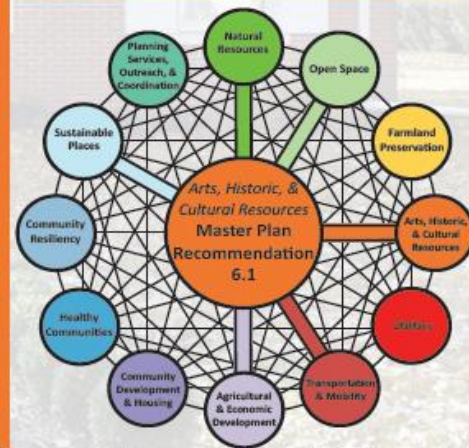 Natural
Resources
Open Space
Farmland
Preservation
Arts, Historic,
& Cultural
Resources
Utilities
Transportation
& Mobility
Agricultural
& Economic
Development
Community
Development
& Housing
Healthy
Communities
Community
Resiliency
Sustainable
Places
Planning
Services,
Outreach, &
Coordination
Arts, Historic, &
Cultural Resources
Master Plan
Recommendation
6.1